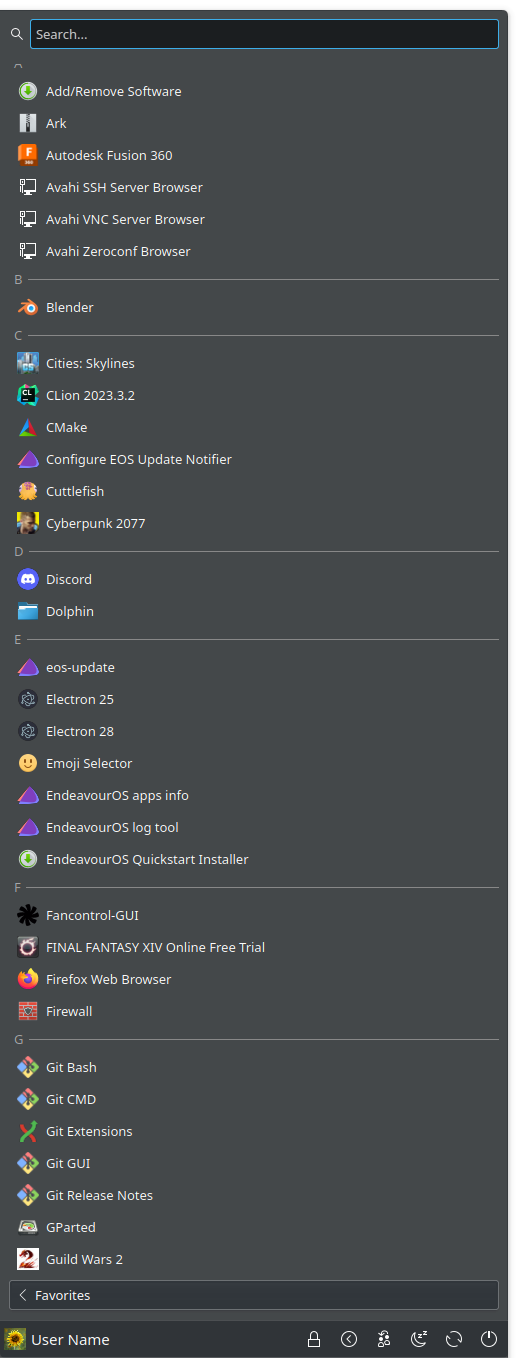 Search...
Add/Remove Software
Ark
Autodesk Fusion 360
Avahi SSH Server Browser
Avahi VNC Server Browser
Avahi Zeroconf Browser
B
Blender
C
Cities: Skylines
CLion 2023.3.2
CMake
Configure EOS Update Notifier
Cuttlefish
Cyberpunk 2077
D
Discord
Dolphin
E
eos-update
Electron 25
Electron 28
Emoji Selector
EndeavourOS apps info
EndeavourOS log tool
EndeavourOS Quickstart Installer
F
Fancontrol-GUI
FINAL FANTASY XIV Online Free Trial
Firefox Web Browser
Firewall
G
Git Bash
Git CMD
Git Extensions
Git GUI
Git Release Notes
GParted
Guild Wars 2
Favorites
User Name